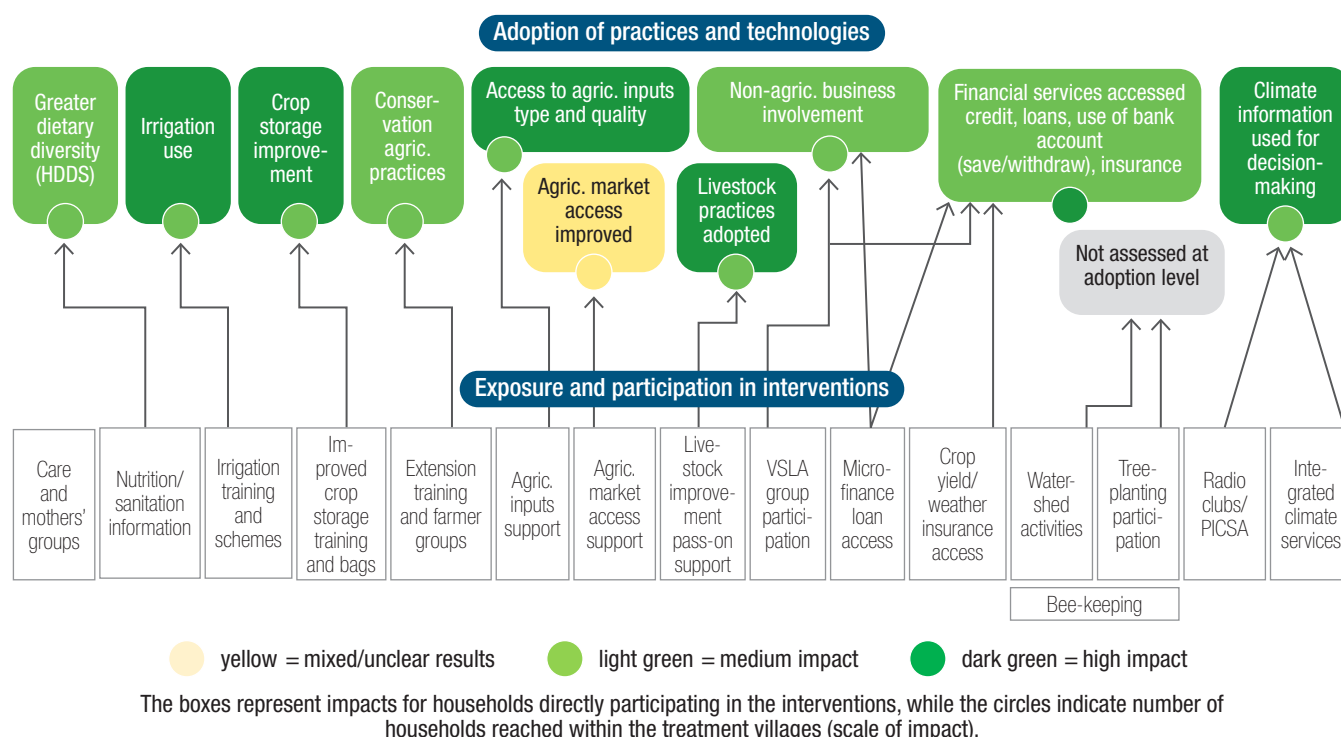 Adoption of practices and technologies
Greater
dietary
diversity
(HDDS)
Irrigation
use
Crop
storage
improve-
ment
Conser-
vation
agric.
practices
Access to agric. inputs
type and quality
Agric. market
access
improved
Non-agric. business
involvement
Livestock
practices
adopted
Financial services accessed
credit, loans, use of bank
account
(save/withdraw), insurance
Not assessed at
adoption level
Climate
information
used for
decision-
making
Exposure and participation in interventions
Care
and
mothers'
groups
Nutrition/
sanitation
information
Irrigation
training
and
schemes
Im-
proved
crop
storage
training
and bags
Extension
training
and farmer
groups
Agric.
inputs
support
Agric.
market
access
support
Live-
stock
improve-
ment
pass-on
support
VSLA
group
partici-
pation
Micro-
finance
loan
access
Crop
yield/
weather
insurance
access
Water-
shed
activities
Tree-
planting
partici-
pation
Radio
clubs/
PICSA
Inte-
grated
climate
services
Bee-keeping
yellow = mixed/unclear results
light green = medium impact
dark green = high impact
The boxes represent impacts for households directly participating in the interventions, while the circles indicate number of
households reached within the treatment villages (scale of impact).